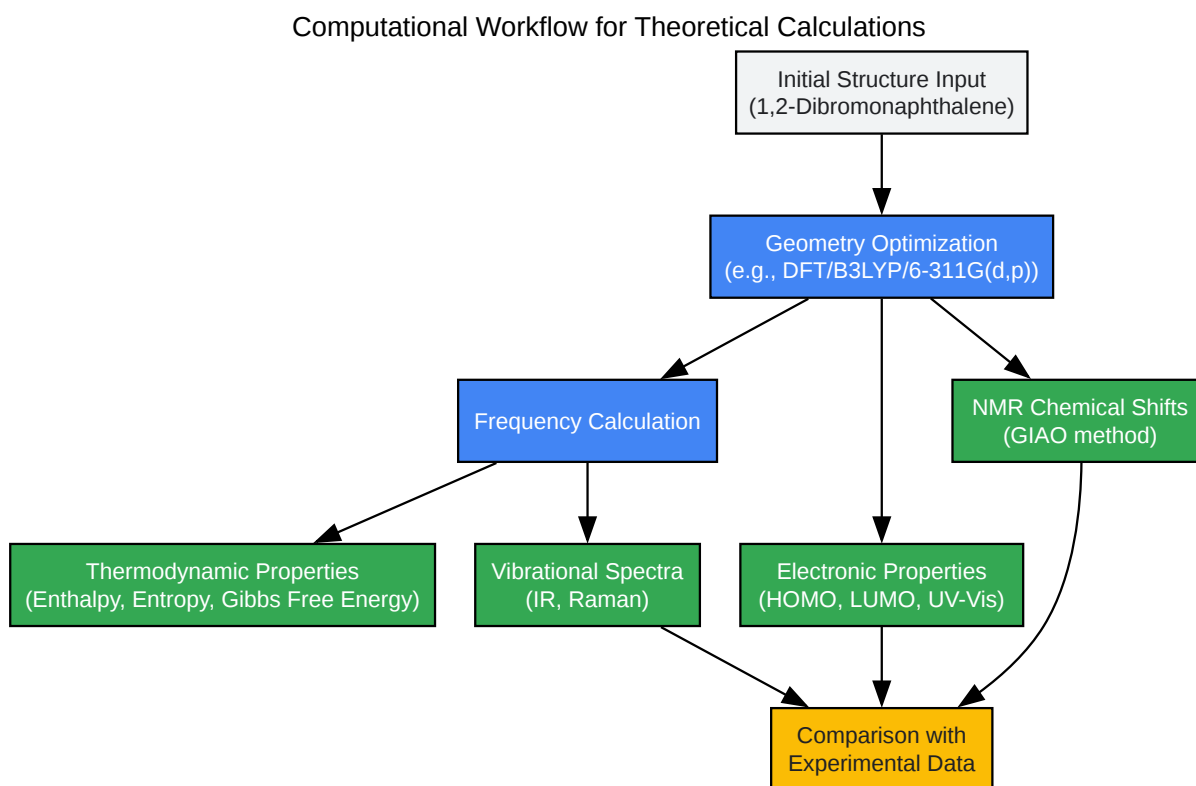 Computational Workflow for Theoretical Calculations
Initial Structure Input
(1,2-Dibromonaphthalene)
Geometry Optimization
(e.g., DFT/B3LYP/6-311G(d,p))
Frequency Calculation
NMR Chemical Shifts
(GIAO method)
Thermodynamic Properties
(Enthalpy, Entropy, Gibbs Free Energy)
Vibrational Spectra
(IR, Raman)
Electronic Properties
(HOMO, LUMO, UV-Vis)
Comparison with
Experimental Data